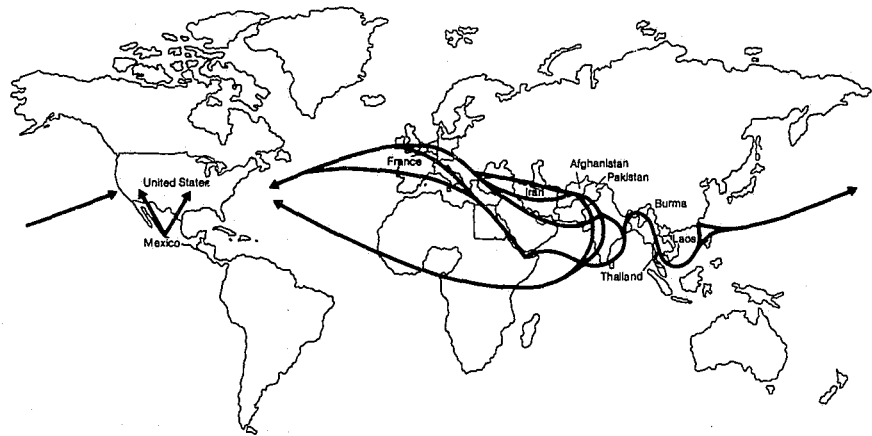 France
Afghanistan
Pakistan
Iran
United States
Burma
Mexico
Laos
Thailand